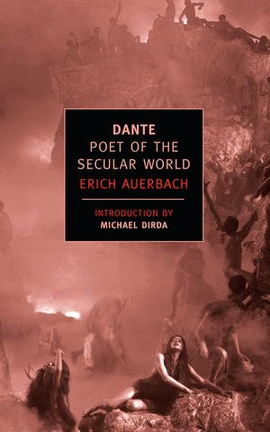 DANTE
POET OF THE
SECULAR WORLD
ERICH AUERBACH
INTRODUCTION BY
MICHAEL DIRDA